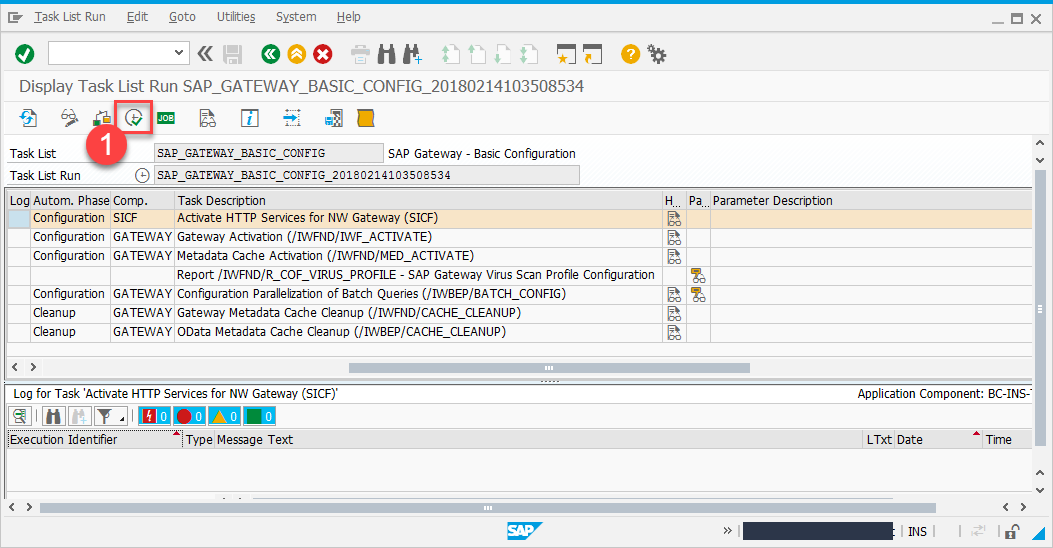 Task List Run Edit Goto Utilities System Help
Display Task List Run SAP_GATEWAY_BASIC_CONFIG_20180214103508534
JOB
1
Task List SAP_GATEWAY_BASIC_CONFIG SAP Gateway - Basic Configuration
Task List Run SAP_GATEWAY_BASIC_CONFIG_20180214103508534
Log Autom. Phase Comp. Task Description H... Pa... Parameter Description
Configuration SICF Activate HTTP Services for NW Gateway (SICF)
Configuration GATEWAY Gateway Activation (/IWFND/IWF_ACTIVATE)
Configuration GATEWAY Metadata Cache Activation (/IWFND/MED_ACTIVATE)
Report /IWFND/R_COF_VIRUS_PROFILE - SAP Gateway Virus Scan Profile Configuration
Configuration GATEWAY Configuration Parallelization of Batch Queries (/IWBEP/BATCH_CONFIG)
Cleanup GATEWAY Gateway Metadata Cache Cleanup (/IWFND/CACHE_CLEANUP)
Cleanup GATEWAY OData Metadata Cache Cleanup (/IWBEP/CACHE_CLEANUP)
Log for Task 'Activate HTTP Services for NW Gateway (SICF)' Application Component: BC-INS-
0 0 0 0
Execution Identifier Type Message Text LTxt Date Time
SAP INS